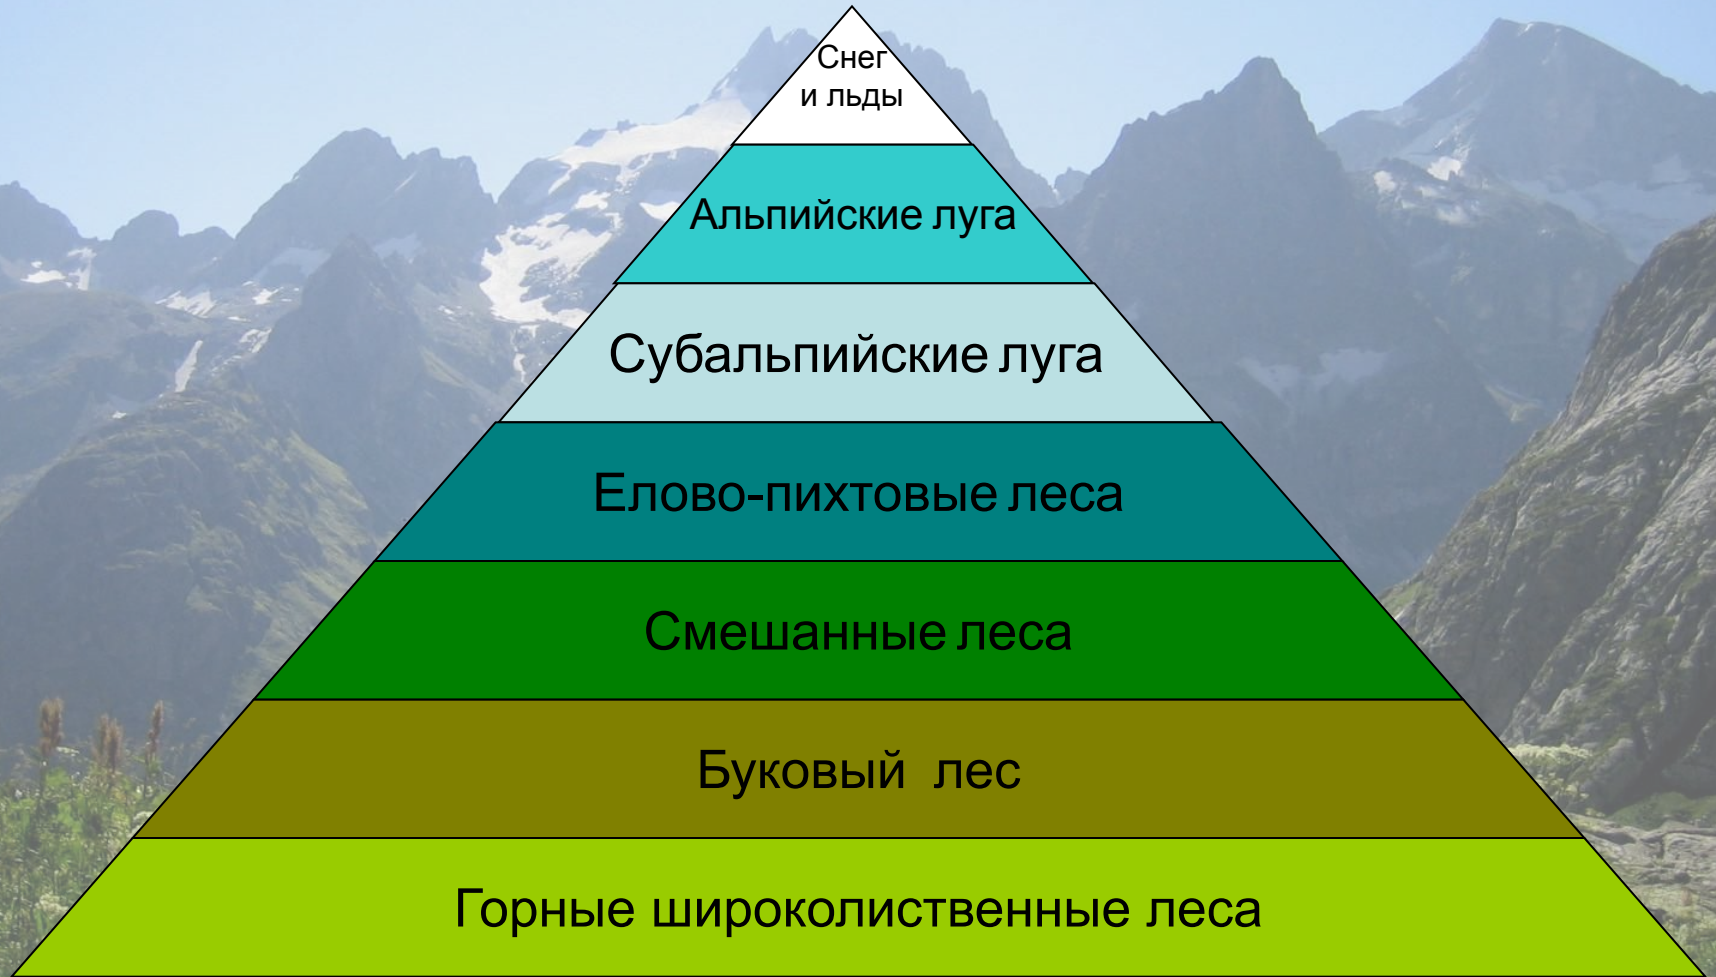 Снег
и льды
Альпийские луга
Субальпийские луга
Елово-пихтовые леса
Смешанные леса
Буковый лес
Горные широколиственные леса